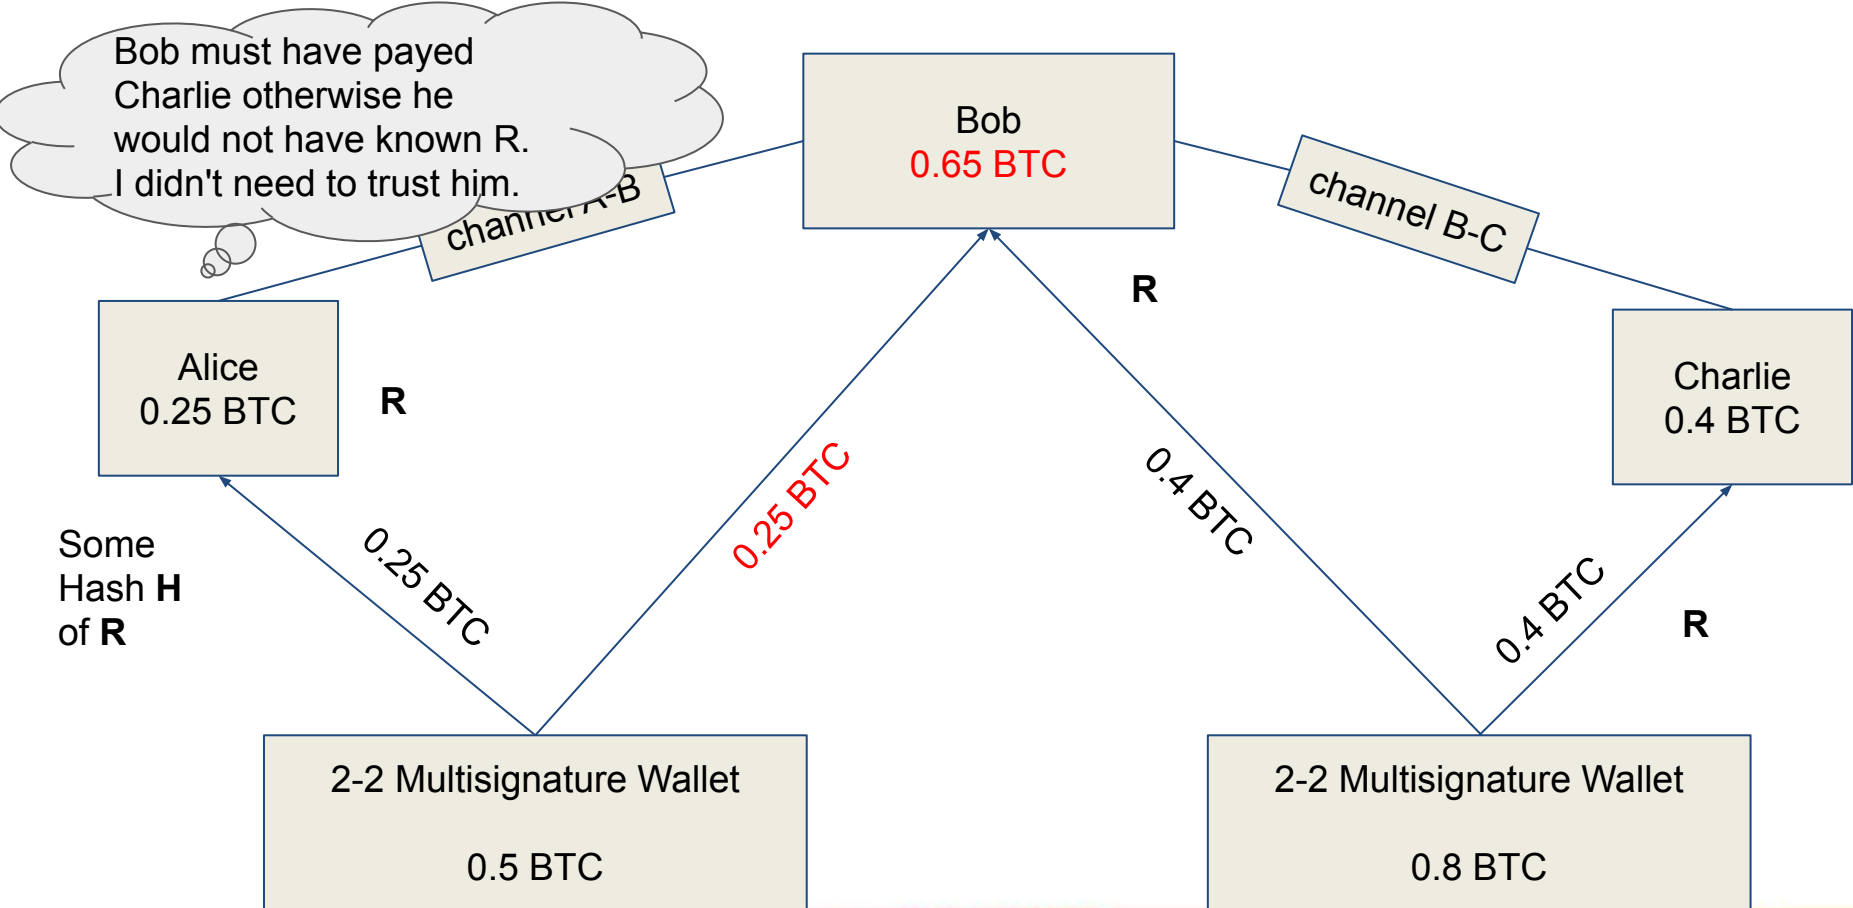 Bob must have payed
Charlie otherwise he
would not have known R.
I didn't need to trust him.
Bob
0.65 BTC
channel A-B
channel B-C
R
Alice
0.25 BTC
R
Charlie
0.4 BTC
Some
Hash H
of R
0.25 BTC
0.25 BTC
0.4 BTC
0.4 BTC
R
2-2 Multisignature Wallet
0.5 BTC
2-2 Multisignature Wallet
0.8 BTC